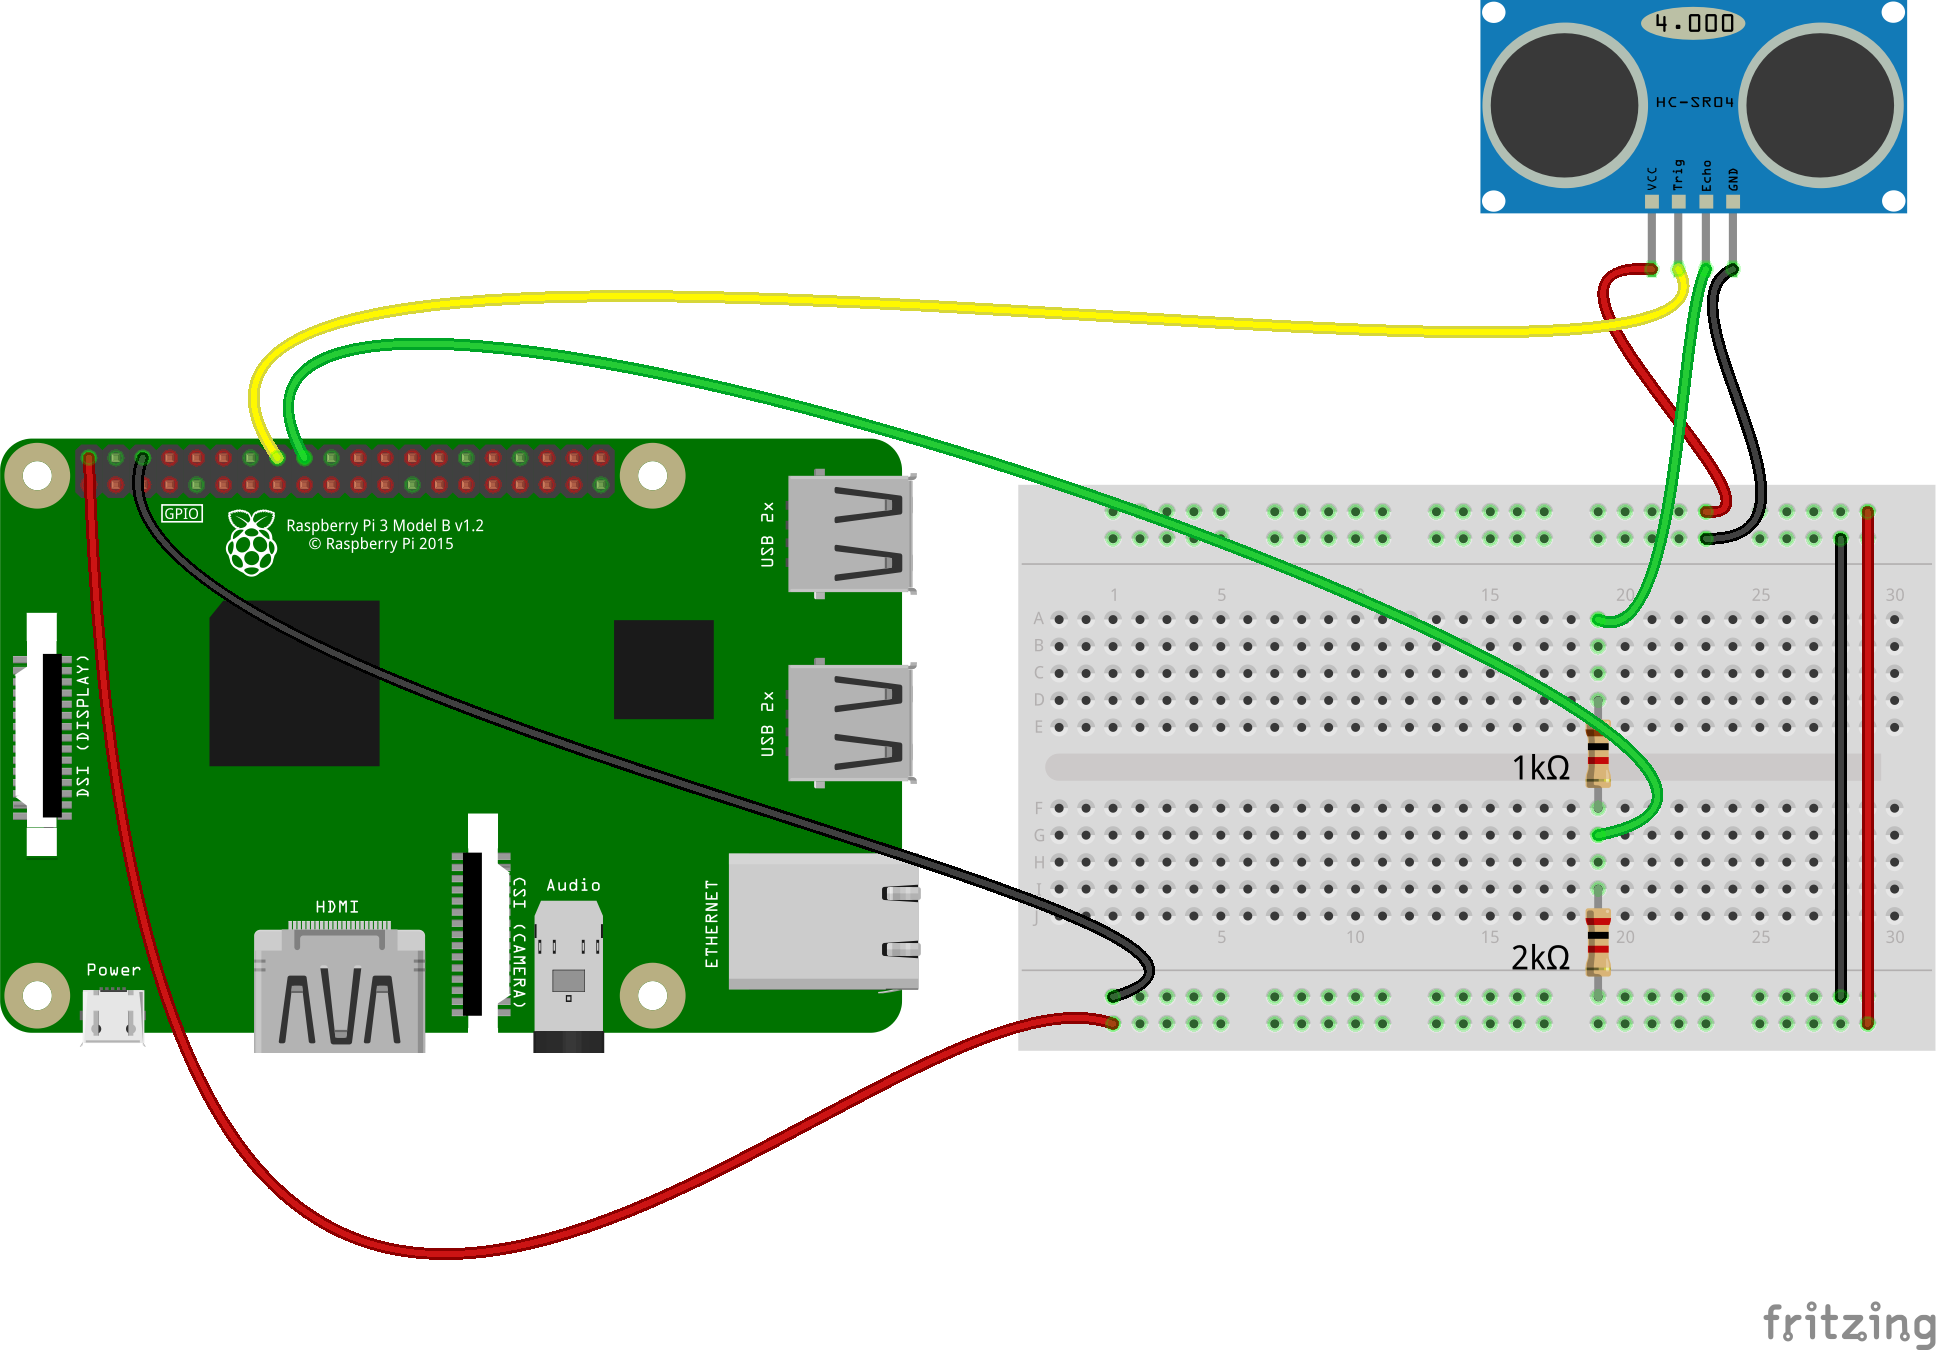 4.000
HC-SR04
VCC
Trig
Echo
GND
GPIO
Raspberry Pi 3 Model B v1.2
© Raspberry Pi 2015
USB 2x
USB 2x
DSI (DISPLAY)
CSI (CAMERA)
Audio
HDMI
ETHERNET
Power
1 5 15 20 25 30
A
B
C
D
E
1kΩ
F
G
H
I
J
5 10 15 20 25 30
2kΩ
fritzing